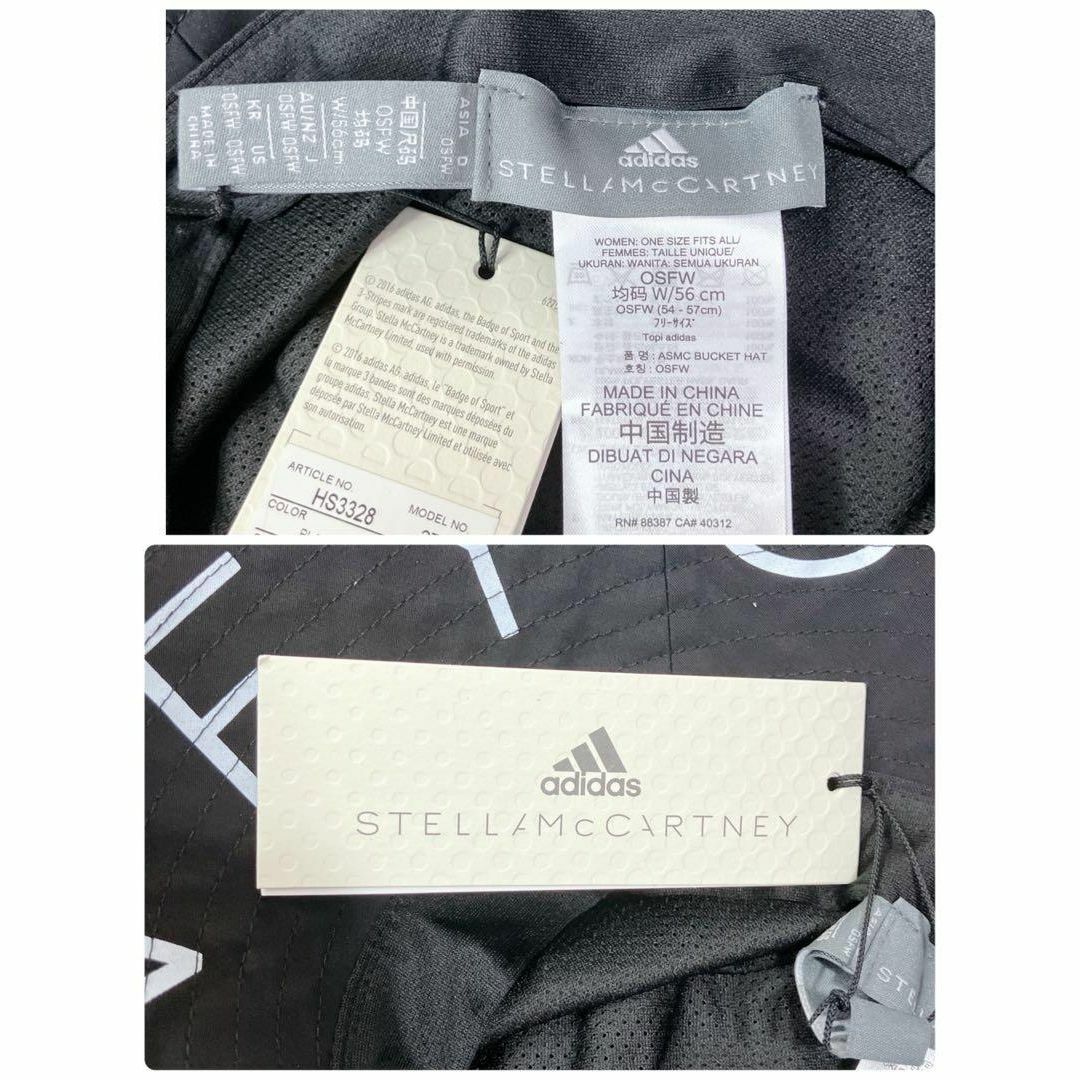 ASIA D
OSFW
中国尺码
OSFW
均码
W/56cm
AU/NZ J
OSFW OSFW
KR US
OSFW OSFW
MADE IN
CHINA
adidas
STELLA McCARTNEY
WOMEN: ONE SIZE FITS ALL/
FEMMES: TAILLE UNIQUE/
UKURAN: WANITA: SEMUA UKURAN
OSFW
均码 W/56 cm
OSFW (54 - 57cm)
フリーサイズ
Topi adidas
품 명 : ASMC BUCKET HAT
호칭 : OSFW
MADE IN CHINA
FABRIQUÉ EN CHINE
中国制造
DIBUAT DI NEGARA
CINA
中国製
RN# 88387 CA# 40312
© 2016 adidas AG. adidas, the Badge of Sport and the
3-Stripes mark are registered trademarks of the adidas
Group. Stella McCartney is a trademark owned by Stella
McCartney Limited, used with permission.
© 2016 adidas AG. adidas, le "Badge of Sport" et
la marque 3 bandes sont des marques déposées du
groupe adidas. Stella McCartney est une marque
déposée par Stella McCartney Limited et utilisée avec
son autorisation.
ARTICLE NO.
HS3328
MODEL NO.
COLOR
adidas
STELLA McCARTNEY
ASIA
OSFW
STE